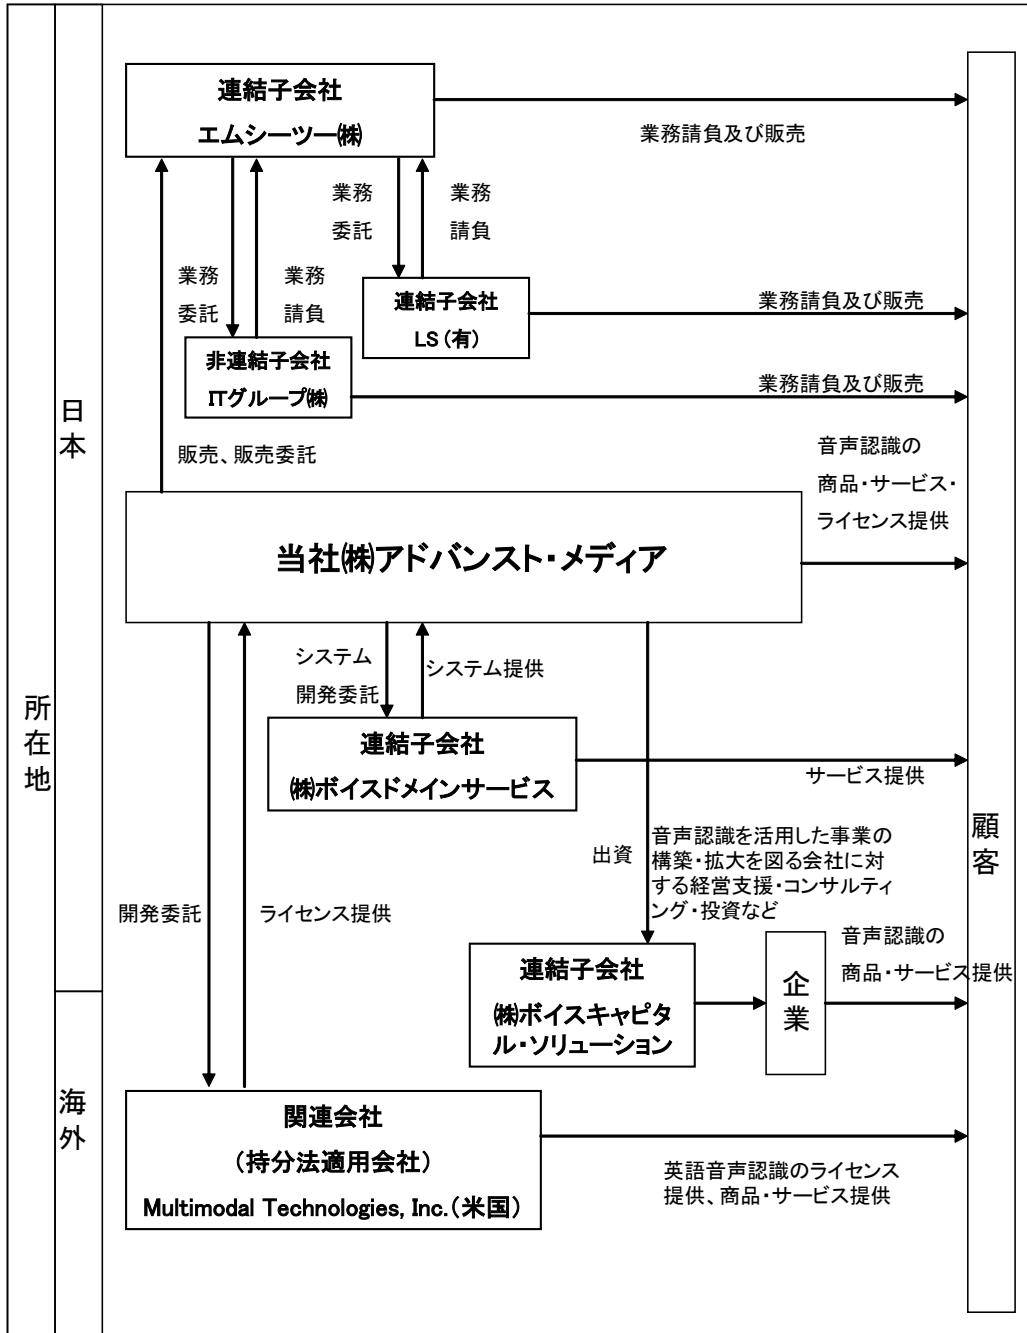 所在地
日本
海外
連結子会社
エムシーツー㈱
業務請負及び販売
業務
委託
業務
請負
業務
委託
業務
請負
連結子会社
LS(有)
業務請負及び販売
非連結子会社
ITグループ㈱
業務請負及び販売
販売、販売委託
音声認識の
商品・サービス・
ライセンス提供
当社㈱アドバンスト・メディア
システム
開発委託
システム提供
連結子会社
㈱ボイスドメインサービス
サービス提供
顧客
出資
音声認識を活用した事業の
構築・拡大を図る会社に対
する経営支援・コンサルティ
ング・投資など
開発委託
ライセンス提供
連結子会社
㈱ボイスキャピタ
ル・ソリューション
企業
音声認識の
商品・サービス提供
関連会社
(持分法適用会社)
Multimodal Technologies, Inc.(米国)
英語音声認識のライセンス
提供、商品・サービス提供